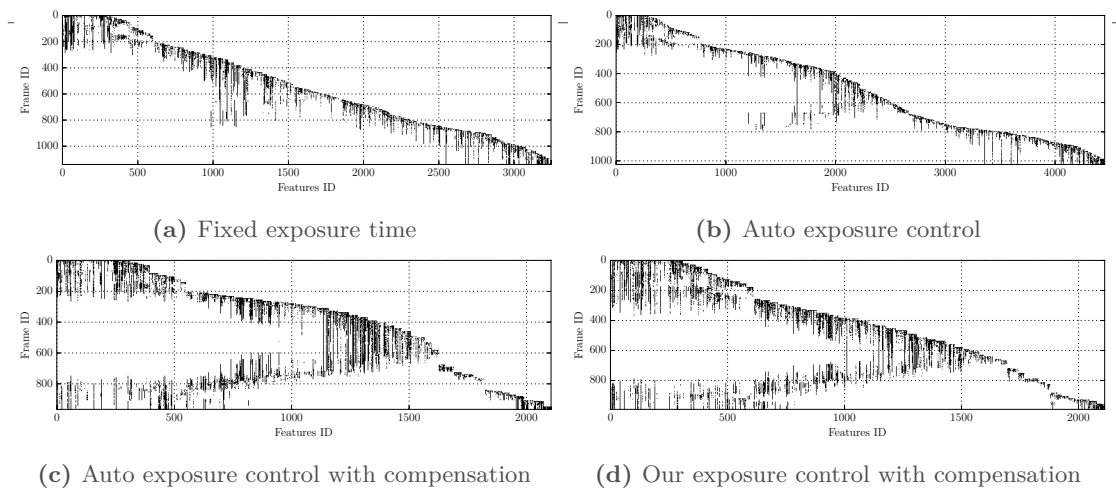 0
200
400
600
800
1000
Frame ID
0 500 1000 1500 2000 2500 3000
Features ID
(a) Fixed exposure time
0
200
400
600
800
1000
Frame ID
0 1000 2000 3000 4000
Features ID
(b) Auto exposure control
0
200
400
600
800
Frame ID
0 500 1000 1500 2000
Features ID
(c) Auto exposure control with compensation
0
200
400
600
800
Frame ID
0 500 1000 1500 2000
Features ID
(d) Our exposure control with compensation